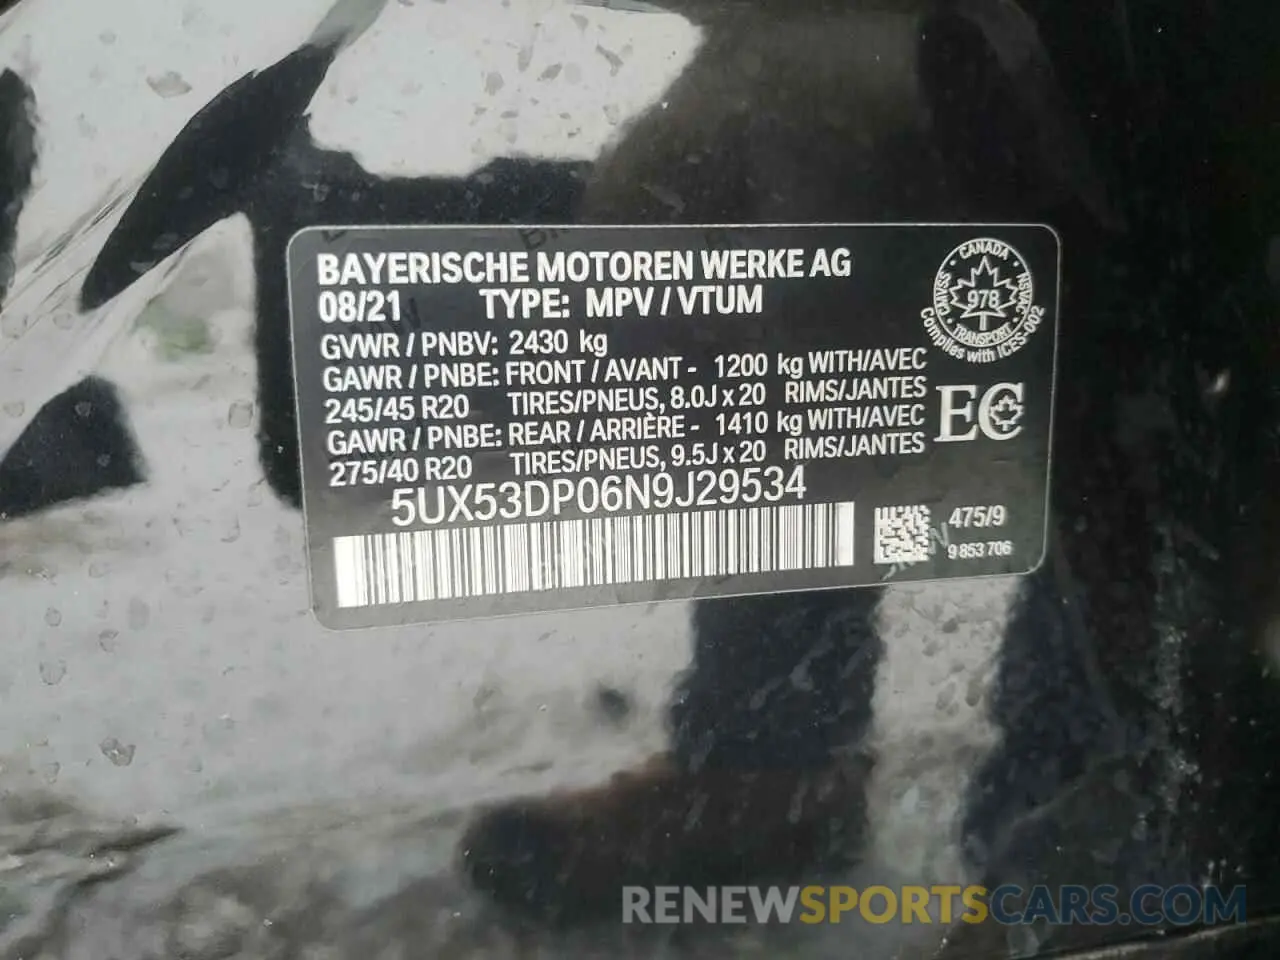 BAYERISCHE MOTOREN WERKE AG
08/21 TYPE: MPV / VTUM
GVWR / PNBV: 2430 kg
GAWR / PNBE: FRONT / AVANT - 1200 kg WITH/AVEC
245/45 R20 TIRES/PNEUS, 8.0J x 20 RIMS/JANTES
GAWR / PNBE: REAR / ARRIÈRE - 1410 kg WITH/AVEC
275/40 R20 TIRES/PNEUS, 9.5J x 20 RIMS/JANTES
5UX53DP06N9J29534
CANADA
CMVSS
NSVAC
978
TRANSPORT
Complies with ICES-002
EC
475/9
9 853 706
RENEWSPORTSCARS.COM